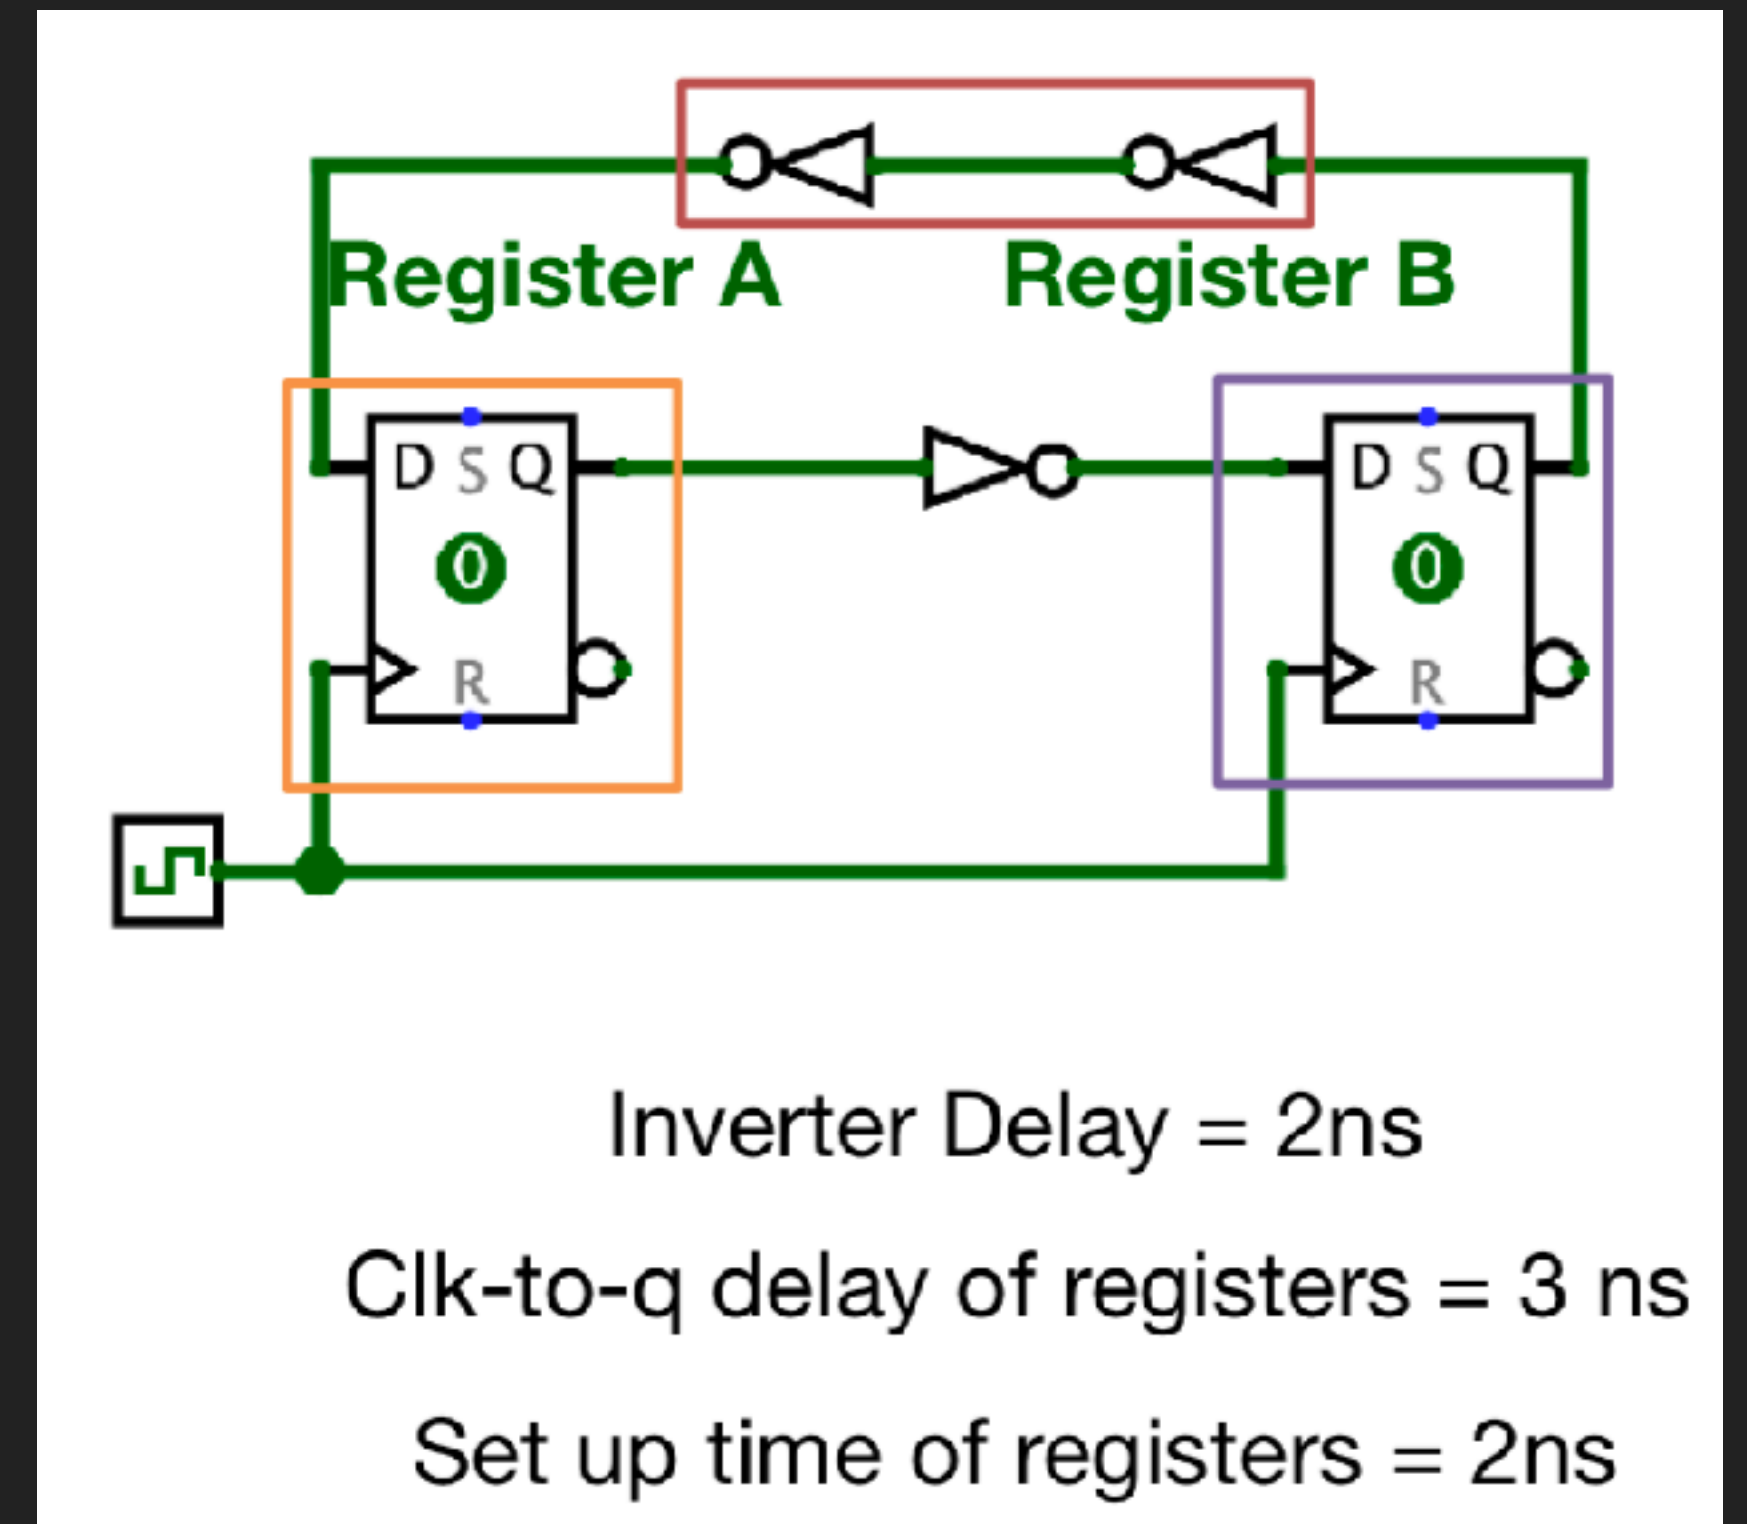 Register A Register B
D S Q D S Q
0 0
R R
Inverter Delay = 2ns
Clk-to-q delay of registers = 3 ns
Set up time of registers = 2ns